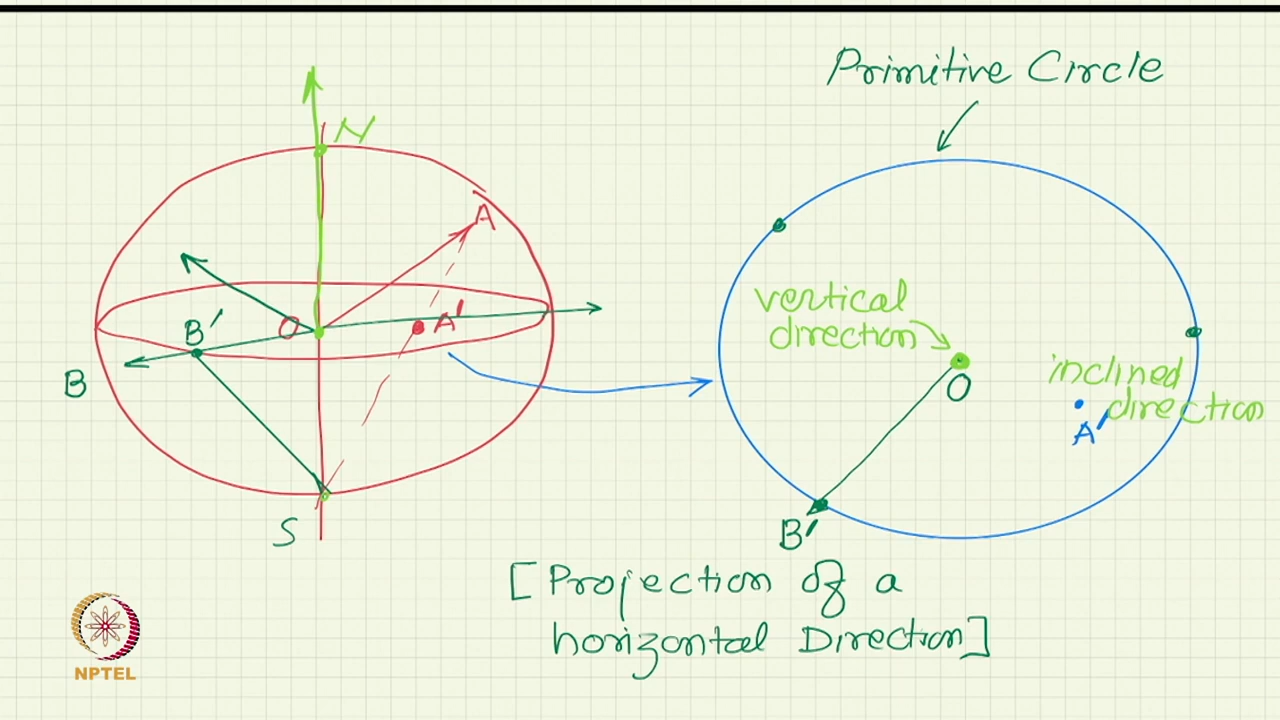 Primitive Circle
N
A
B'
O
A'
B
S
vertical
direction
O
inclined
direction
A'
B'
[Projection of a
horizontal Direction]
NPTEL